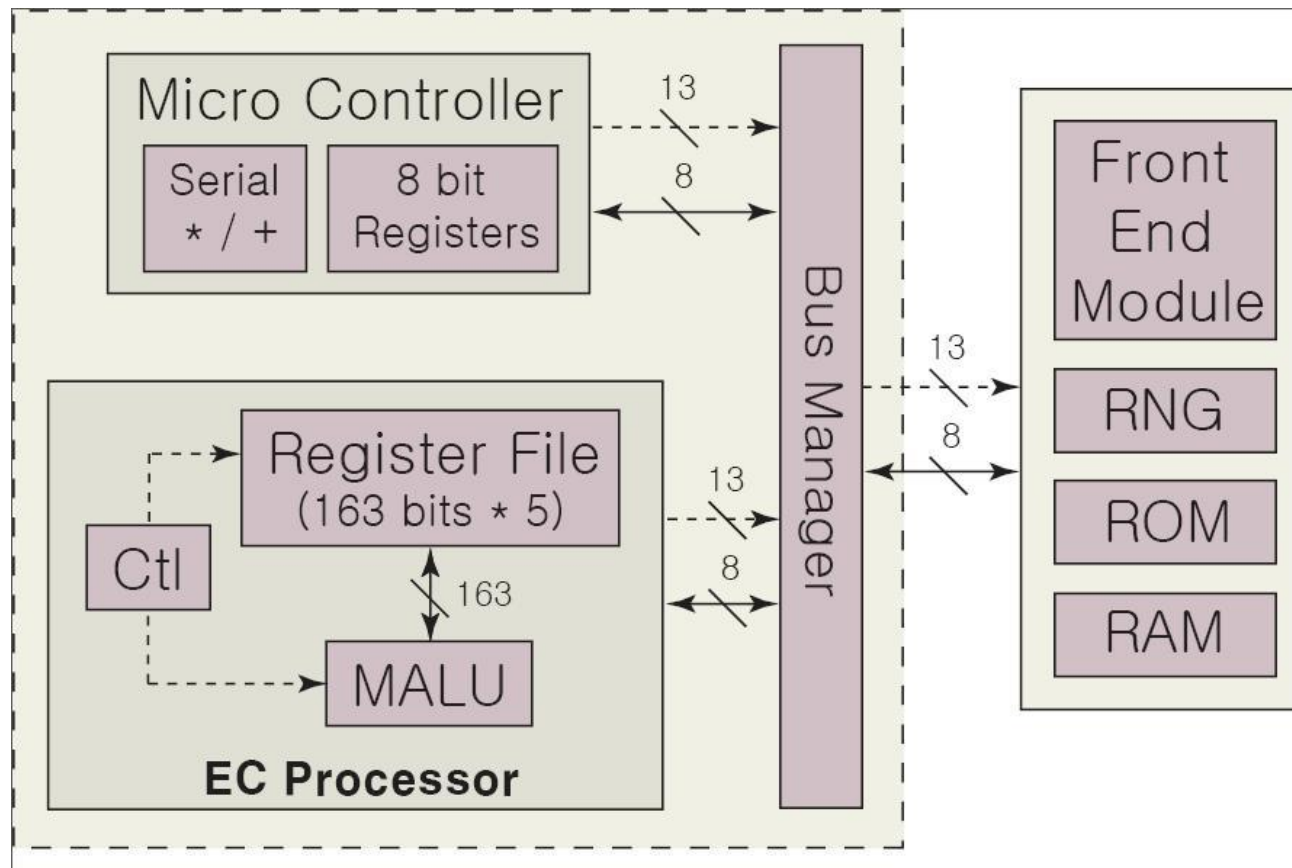 Micro Controller
Serial
* / +
8 bit
Registers
13
8
Bus Manager
Register File
(163 bits * 5)
Ctl
163
MALU
EC Processor
13
8
13
8
Front
End
Module
RNG
ROM
RAM